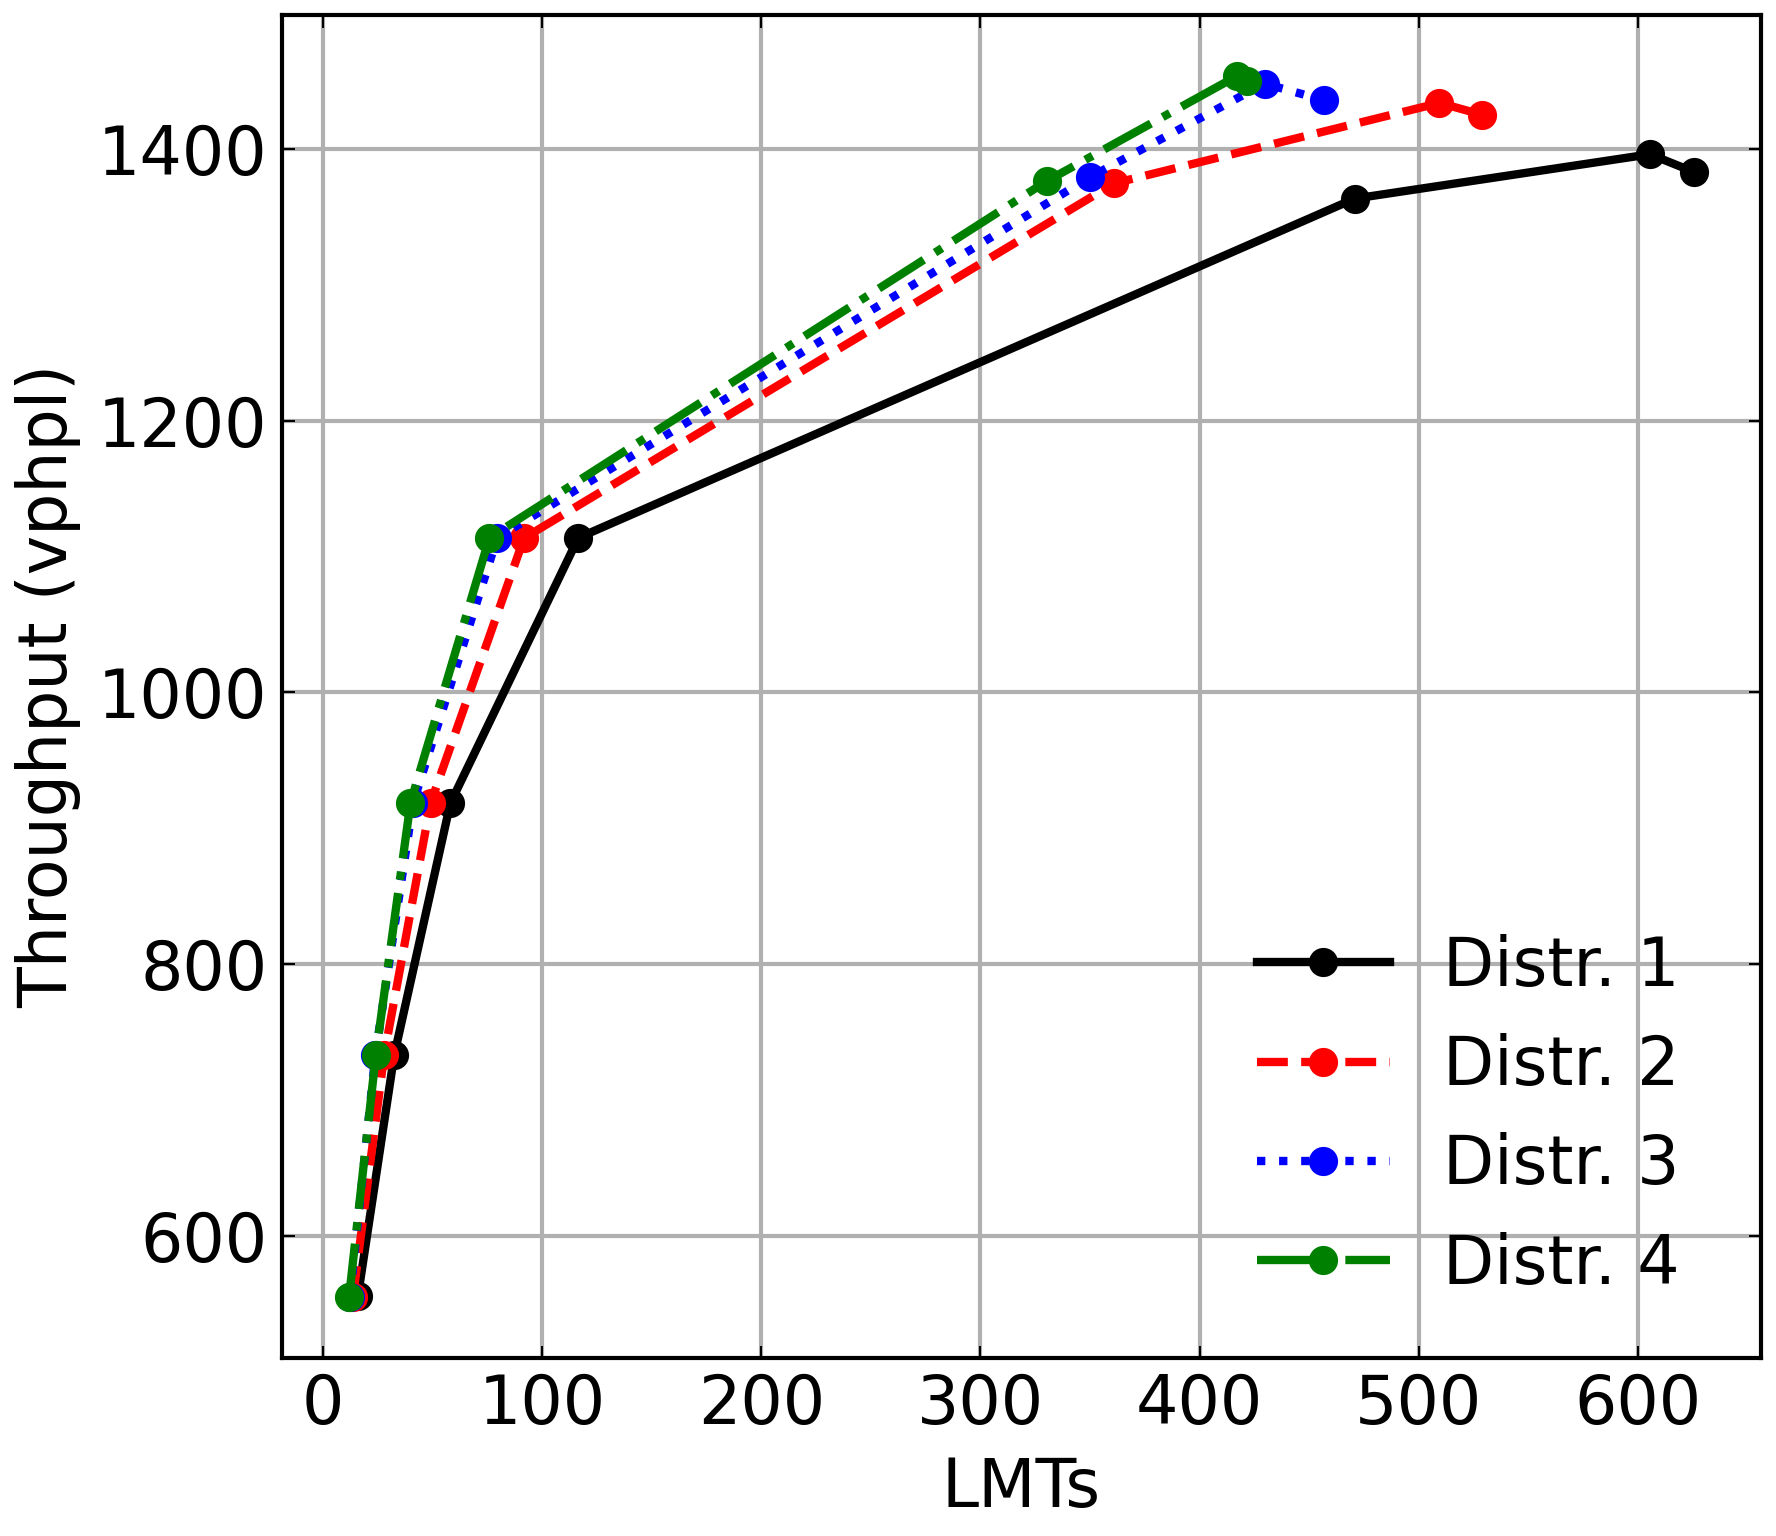 Throughput (vphpl)
1400
1200
1000
800
600
0 100 200 300 400 500 600
LMTs
Distr. 1
Distr. 2
Distr. 3
Distr. 4